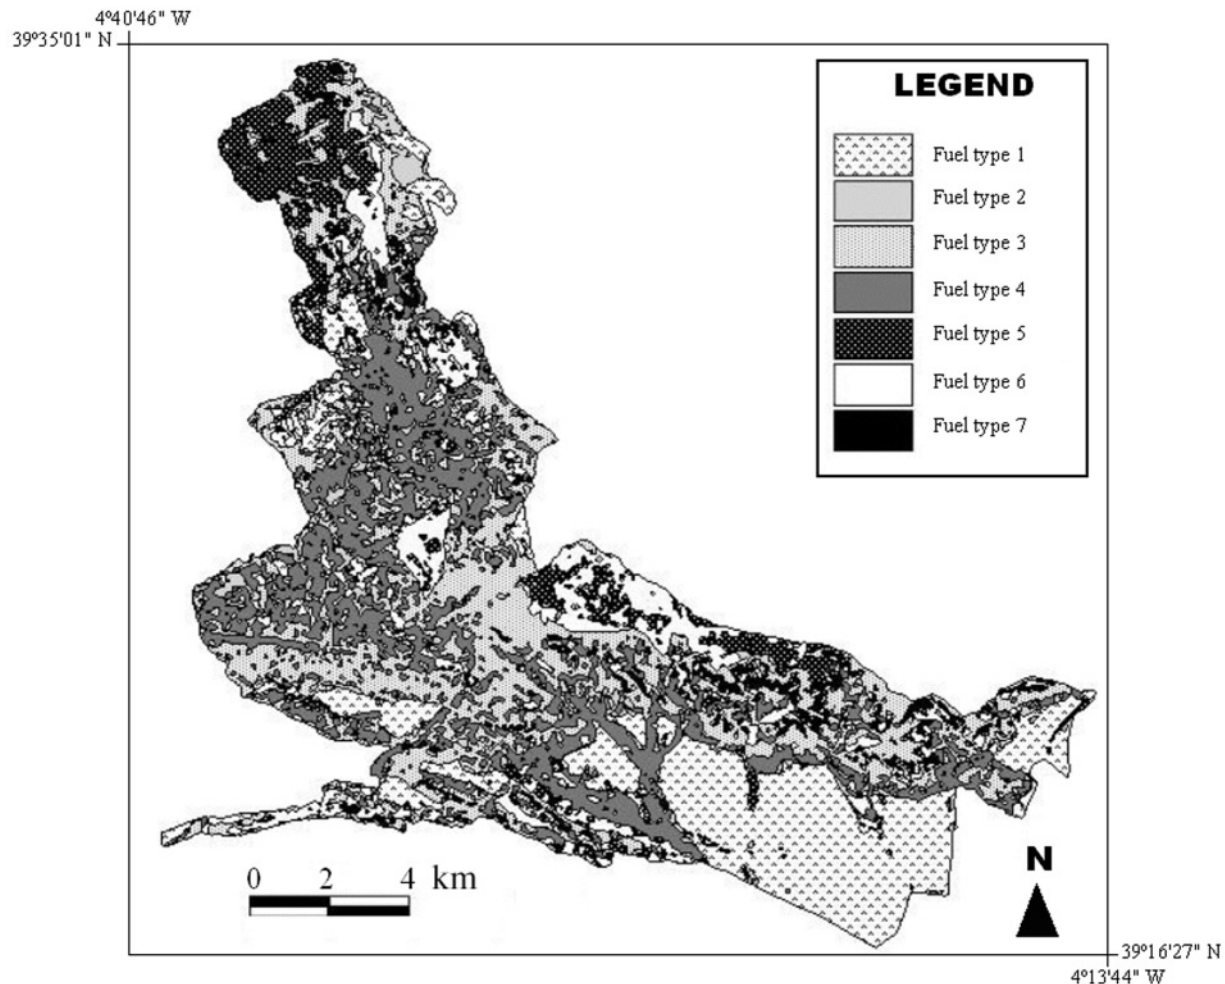 4º40'46" W
39º35'01" N
LEGEND
Fuel type 1
Fuel type 2
Fuel type 3
Fuel type 4
Fuel type 5
Fuel type 6
Fuel type 7
0 2 4 km
N
39º16'27" N
4º13'44" W